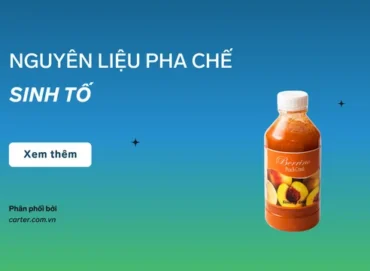 NGUYÊN LIỆU PHA CHẾ
SINH TỐ
Xem thêm
Phân phối bởi
carter.com.vn